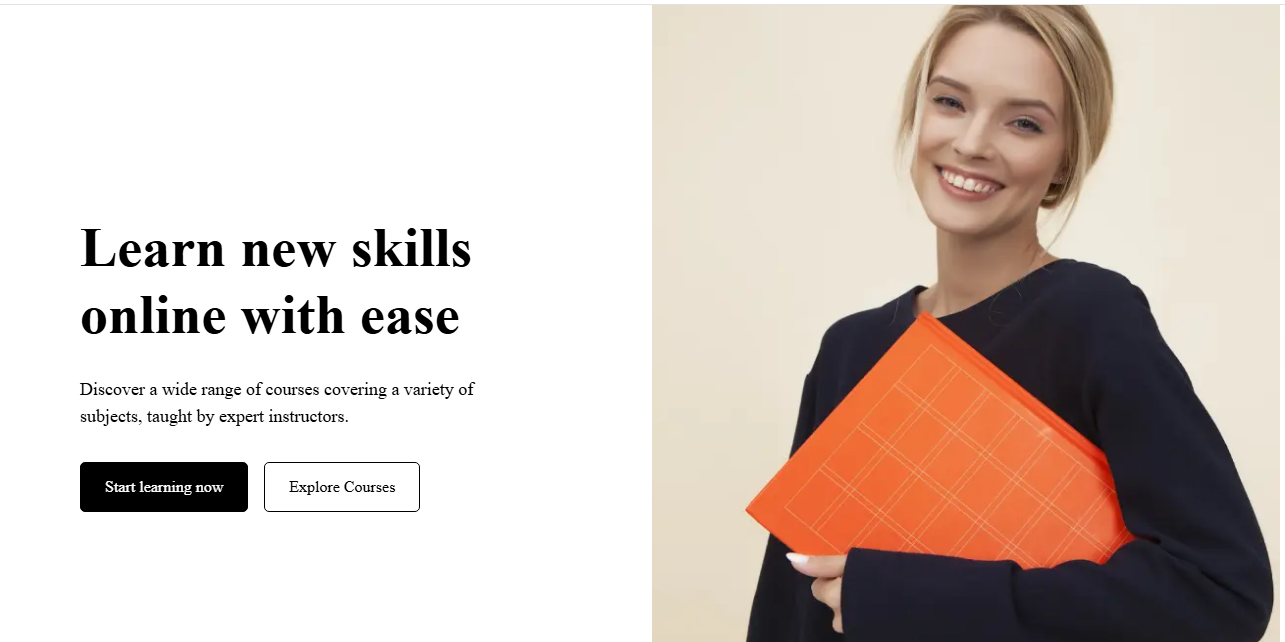 Learn new skills
online with ease
Discover a wide range of courses covering a variety of
subjects, taught by expert instructors.
Start learning now
Explore Courses